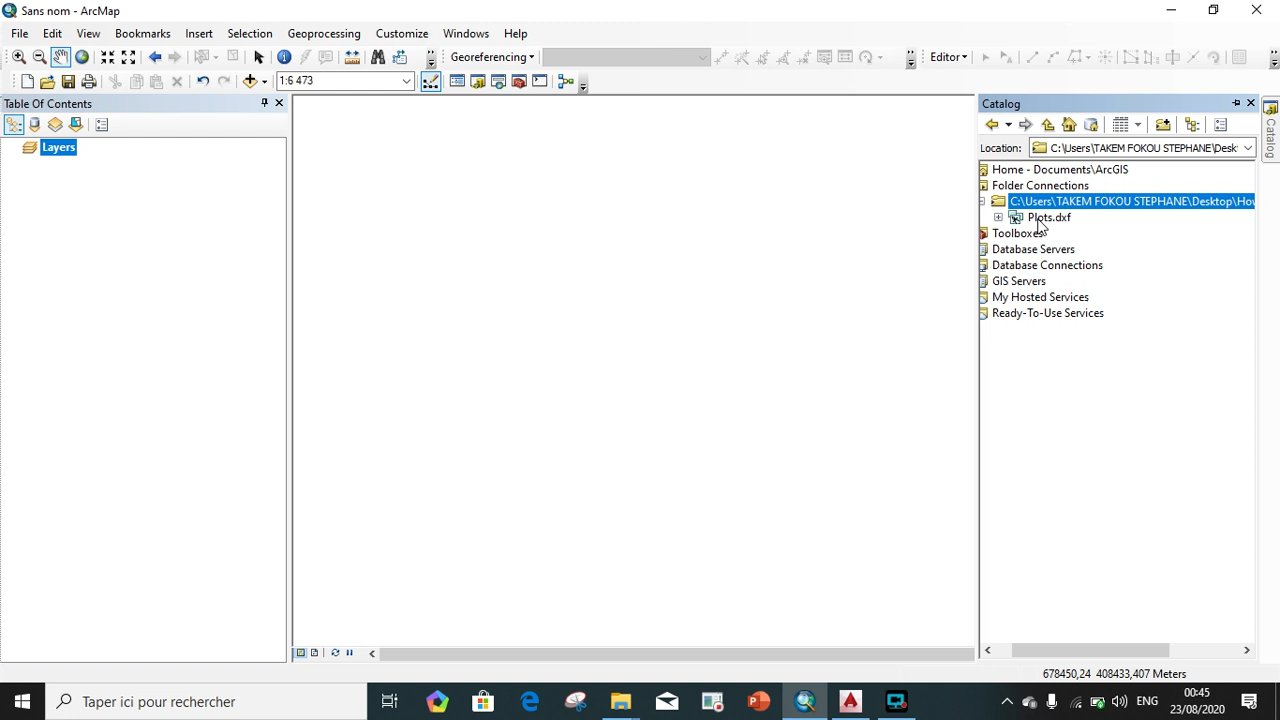 Sans nom - ArcMap
File Edit View Bookmarks Insert Selection Geoprocessing Customize Windows Help
Georeferencing Editor
1:6 473
Table Of Contents
Layers
Catalog
Location: C:\Users\TAKEM FOKOU STEPHANE\Desk
Home - Documents\ArcGIS
Folder Connections
C:\Users\TAKEM FOKOU STEPHANE\Desktop\Hov
Plots.dxf
Toolboxes
Database Servers
Database Connections
GIS Servers
My Hosted Services
Ready-To-Use Services
Catalog
678450,24 408433,407 Meters
Taper ici pour rechercher
ENG
00:45
23/08/2020